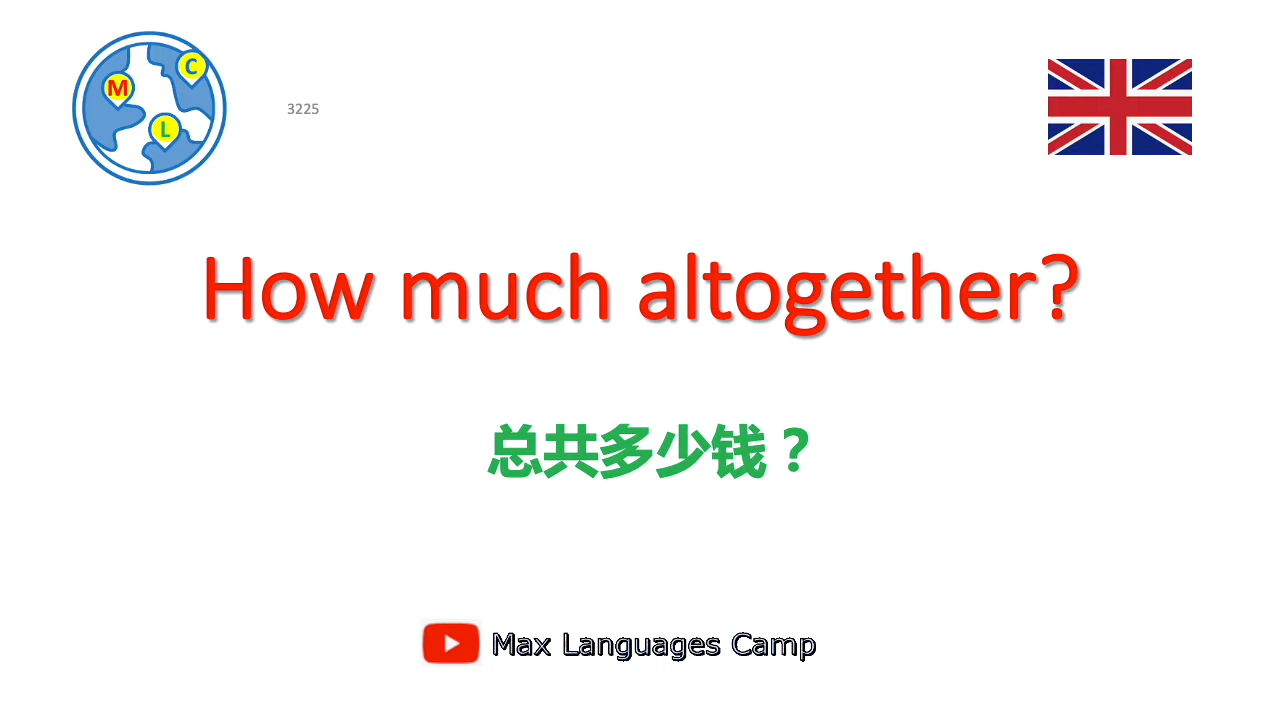 M
C
L
3225
How much altogether?
总共多少钱？
Max Languages Camp